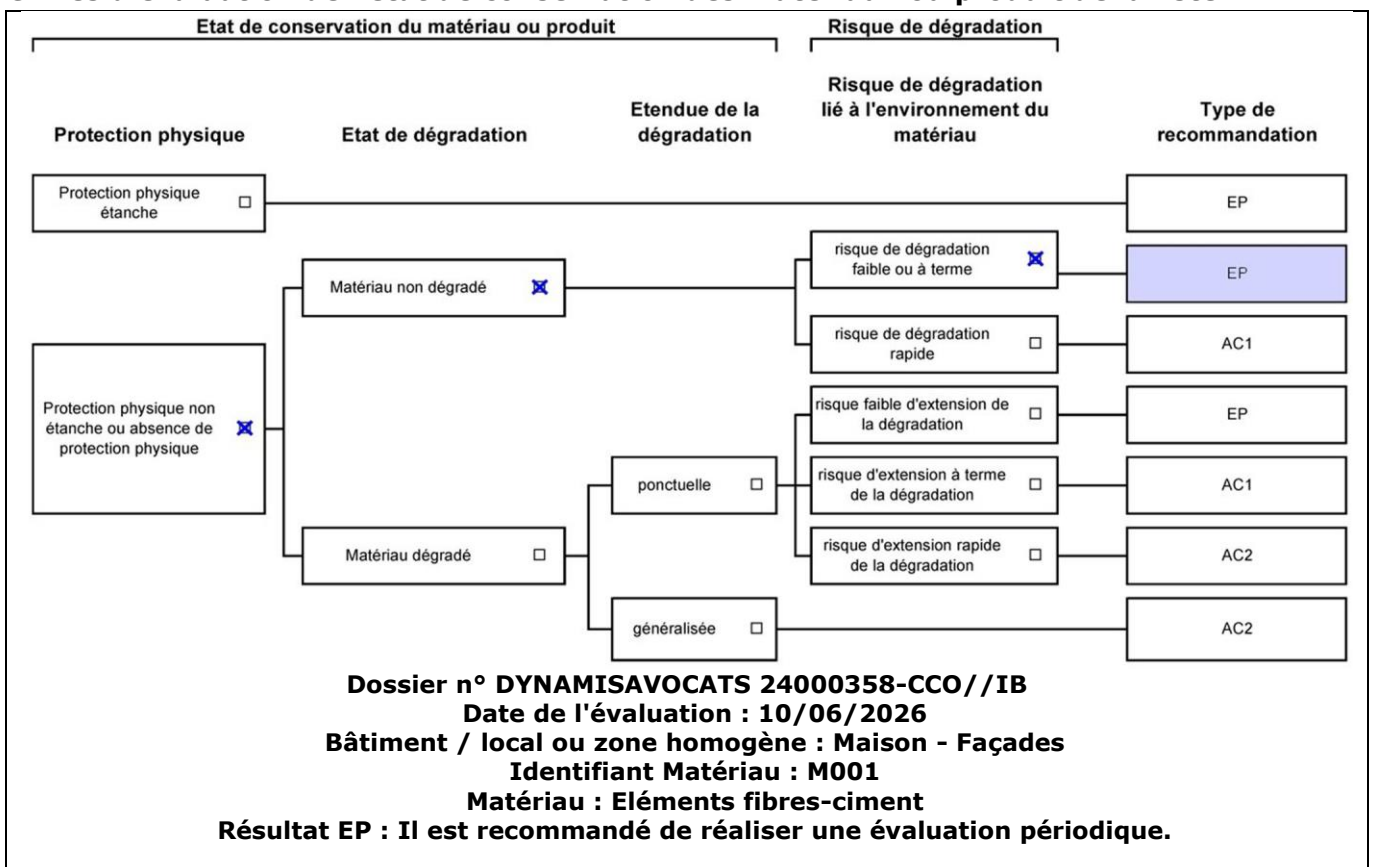 Etat de conservation du matériau ou produit
Risque de dégradation
Protection physique
Etat de dégradation
Etendue de la
dégradation
Risque de dégradation
lié à l'environnement du
matériau
Type de
recommandation
Protection physique
étanche
EP
risque de dégradation
faible ou à terme
EP
Matériau non dégradé
risque de dégradation
rapide
AC1
Protection physique non
étanche ou absence de
protection physique
risque faible d'extension de
la dégradation
EP
ponctuelle
risque d'extension à terme
de la dégradation
AC1
Matériau dégradé
risque d'extension rapide
de la dégradation
AC2
généralisée
AC2
Dossier n° DYNAMISAVOCATS 24000358-CCO//IB
Date de l'évaluation : 10/06/2026
Bâtiment / local ou zone homogène : Maison - Façades
Identifiant Matériau : M001
Matériau : Eléments fibres-ciment
Résultat EP : Il est recommandé de réaliser une évaluation périodique.